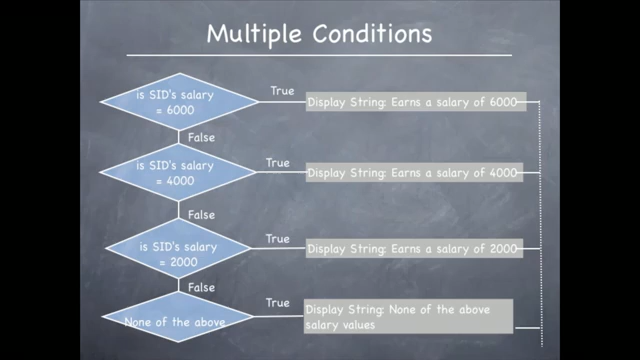 Multiple Conditions
is SID's salary
= 6000
True
Display String: Earns a salary of 6000
False
is SID's salary
= 4000
True
Display String: Earns a salary of 4000
False
is SID's salary
= 2000
True
Display String: Earns a salary of 2000
False
None of the above
True
Display String: None of the above
salary values